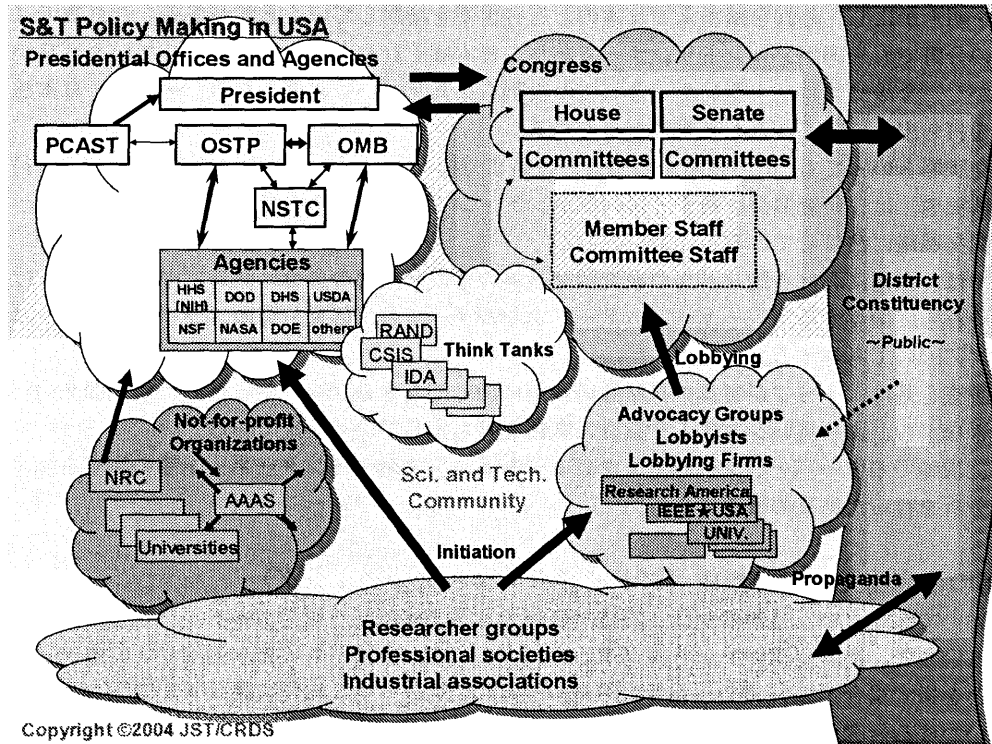 S&T Policy Making in USA
Presidential Offices and Agencies
President
PCAST
OSTP
OMB
NSTC
Agencies
HHS
(NIH)
DOD
DHS
USDA
NSF
NASA
DOE
others
Congress
House
Senate
Committees
Committees
Member Staff
Committee Staff
District
Constituency
~Public~
RAND
CSIS
IDA
Think Tanks
Lobbying
Not-for-profit
Organizations
NRC
AAAS
Universities
Sci. and Tech.
Community
Advocacy Groups
Lobbyists
Lobbying Firms
Research America
IEEE★USA
UNIV.
Initiation
Propaganda
Researcher groups
Professional societies
Industrial associations
Copyright ©2004 JST/CRDS